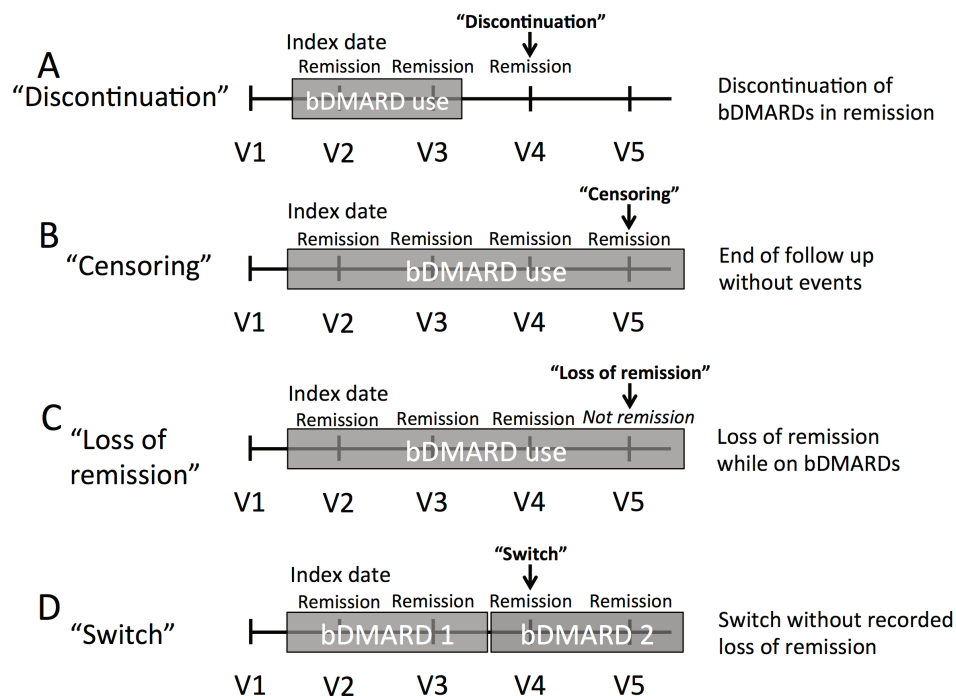 A
“Discontinuation”
“Discontinuation”
Index date
Remission Remission Remission
bDMARD use
V1 V2 V3 V4 V5
Discontinuation of
bDMARDs in remission
B
“Censoring”
“Censoring”
Index date
Remission Remission Remission Remission
bDMARD use
V1 V2 V3 V4 V5
End of follow up
without events
C
“Loss of
remission”
“Loss of remission”
Index date
Remission Remission Remission Not remission
bDMARD use
V1 V2 V3 V4 V5
Loss of remission
while on bDMARDs
D
“Switch”
“Switch”
Index date
Remission Remission Remission Remission
bDMARD 1 bDMARD 2
V1 V2 V3 V4 V5
Switch without recorded
loss of remission